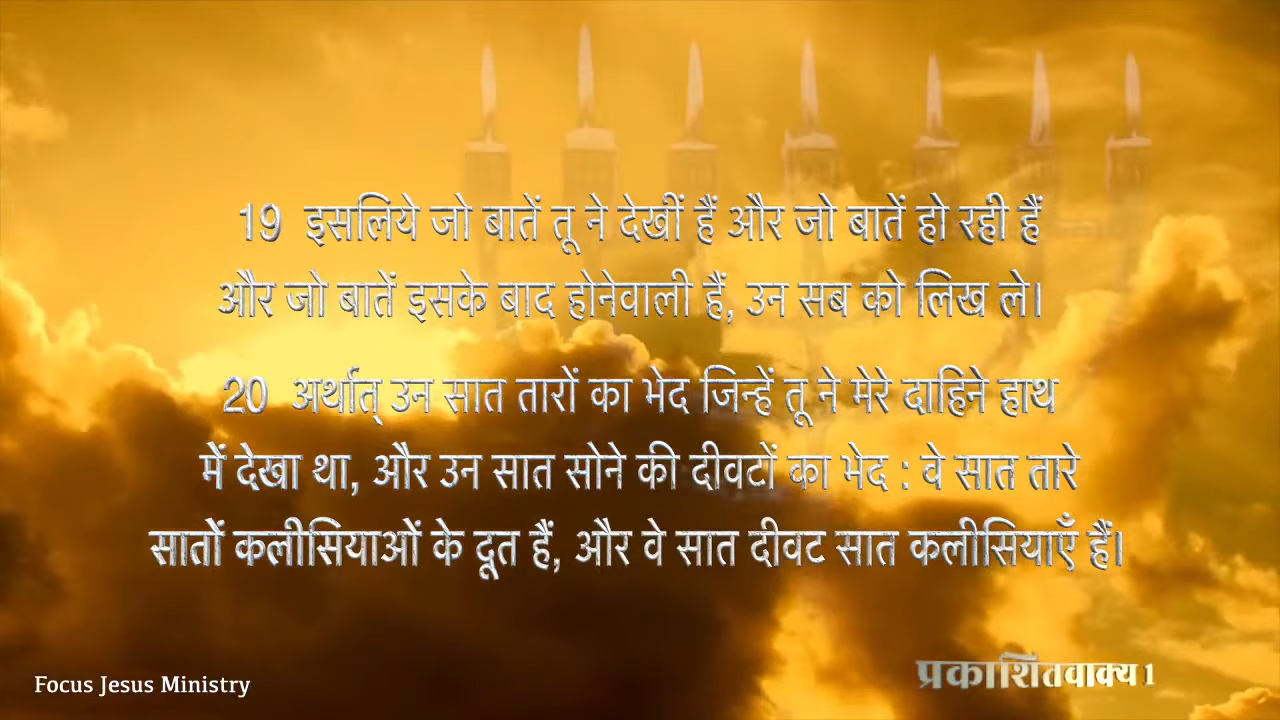 19 इसलिये जो बातें तू ने देखीं हैं और जो बातें हो रही हैं
और जो बातें इसके बाद होनेवाली हैं, उन सब को लिख ले।
20 अर्थात् उन सात तारों का भेद जिन्हें तू ने मेरे दाहिने हाथ
में देखा था, और उन सात सोने की दीवटों का भेद : वे सात तारे
सातों कलीसियाओं के दूत हैं, और वे सात दीवट सात कलीसियाएँ हैं।
प्रकाशितवाक्य 1
Focus Jesus Ministry